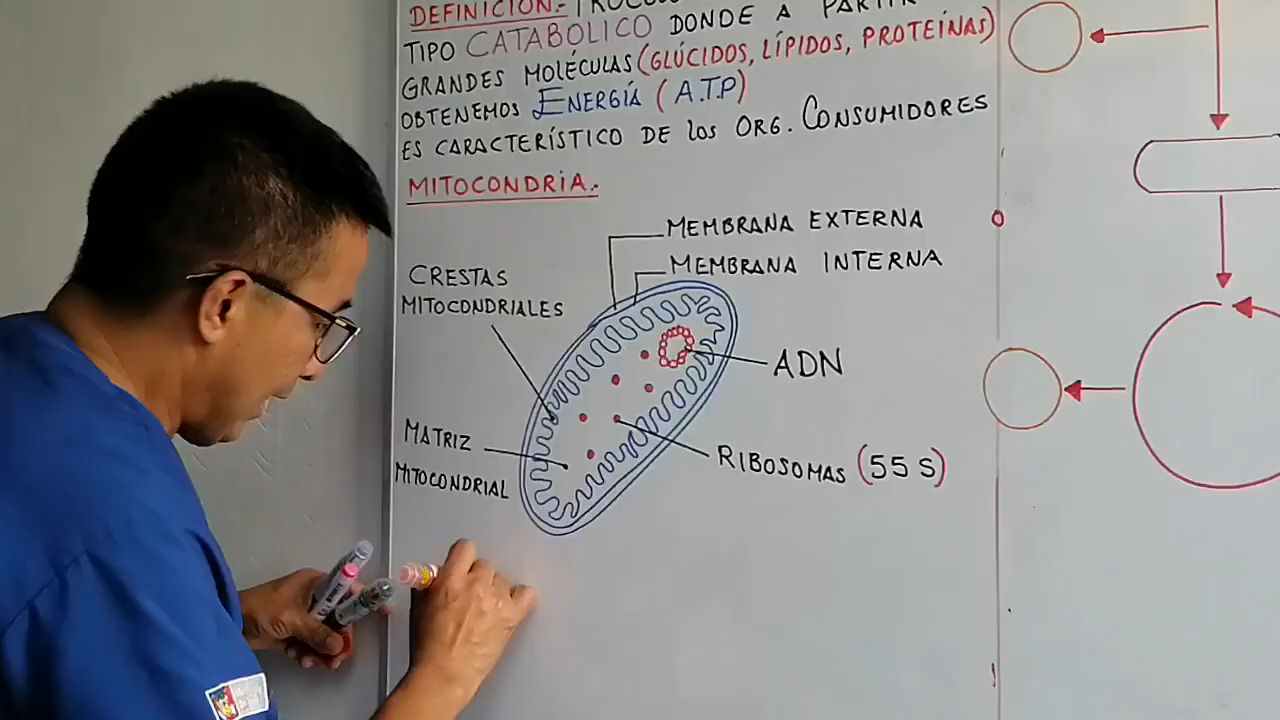 DEFINICIÓN.-
TIPO CATABÓLICO DONDE A PARTIR
GRANDES MOLÉCULAS (GLÚCIDOS, LÍPIDOS, PROTEÍNAS)
OBTENEMOS ENERGÍA (A.T.P)
ES CARACTERÍSTICO DE LOS ORG. CONSUMIDORES
MITOCONDRIA.-
MEMBRANA EXTERNA
MEMBRANA INTERNA
CRESTAS
MITOCONDRIALES
ADN
MATRIZ
MITOCONDRIAL
RIBOSOMAS (55 S)